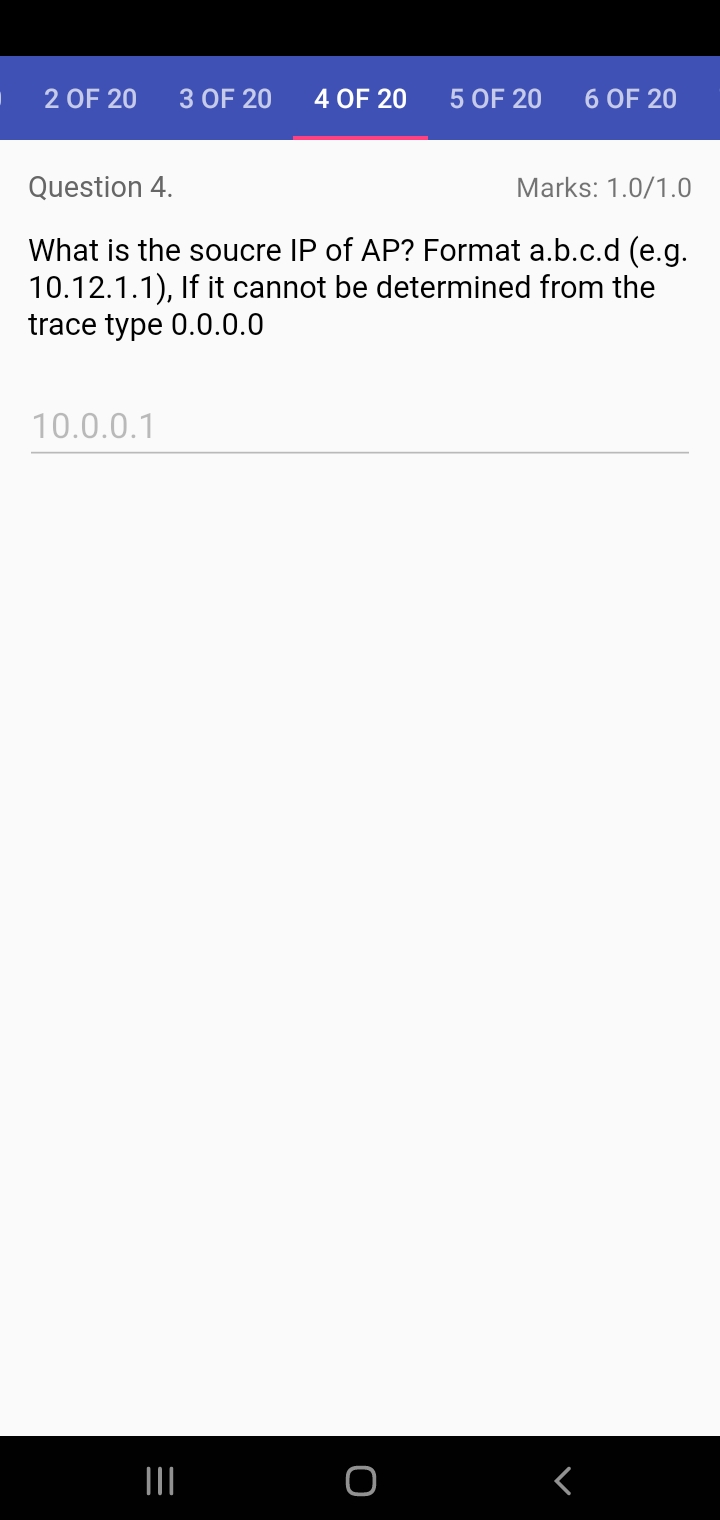 2 OF 20 3 OF 20 4 OF 20 5 OF 20 6 OF 20
Question 4. Marks: 1.0/1.0
What is the soucre IP of AP? Format a.b.c.d (e.g.
10.12.1.1), If it cannot be determined from the
trace type 0.0.0.0
10.0.0.1